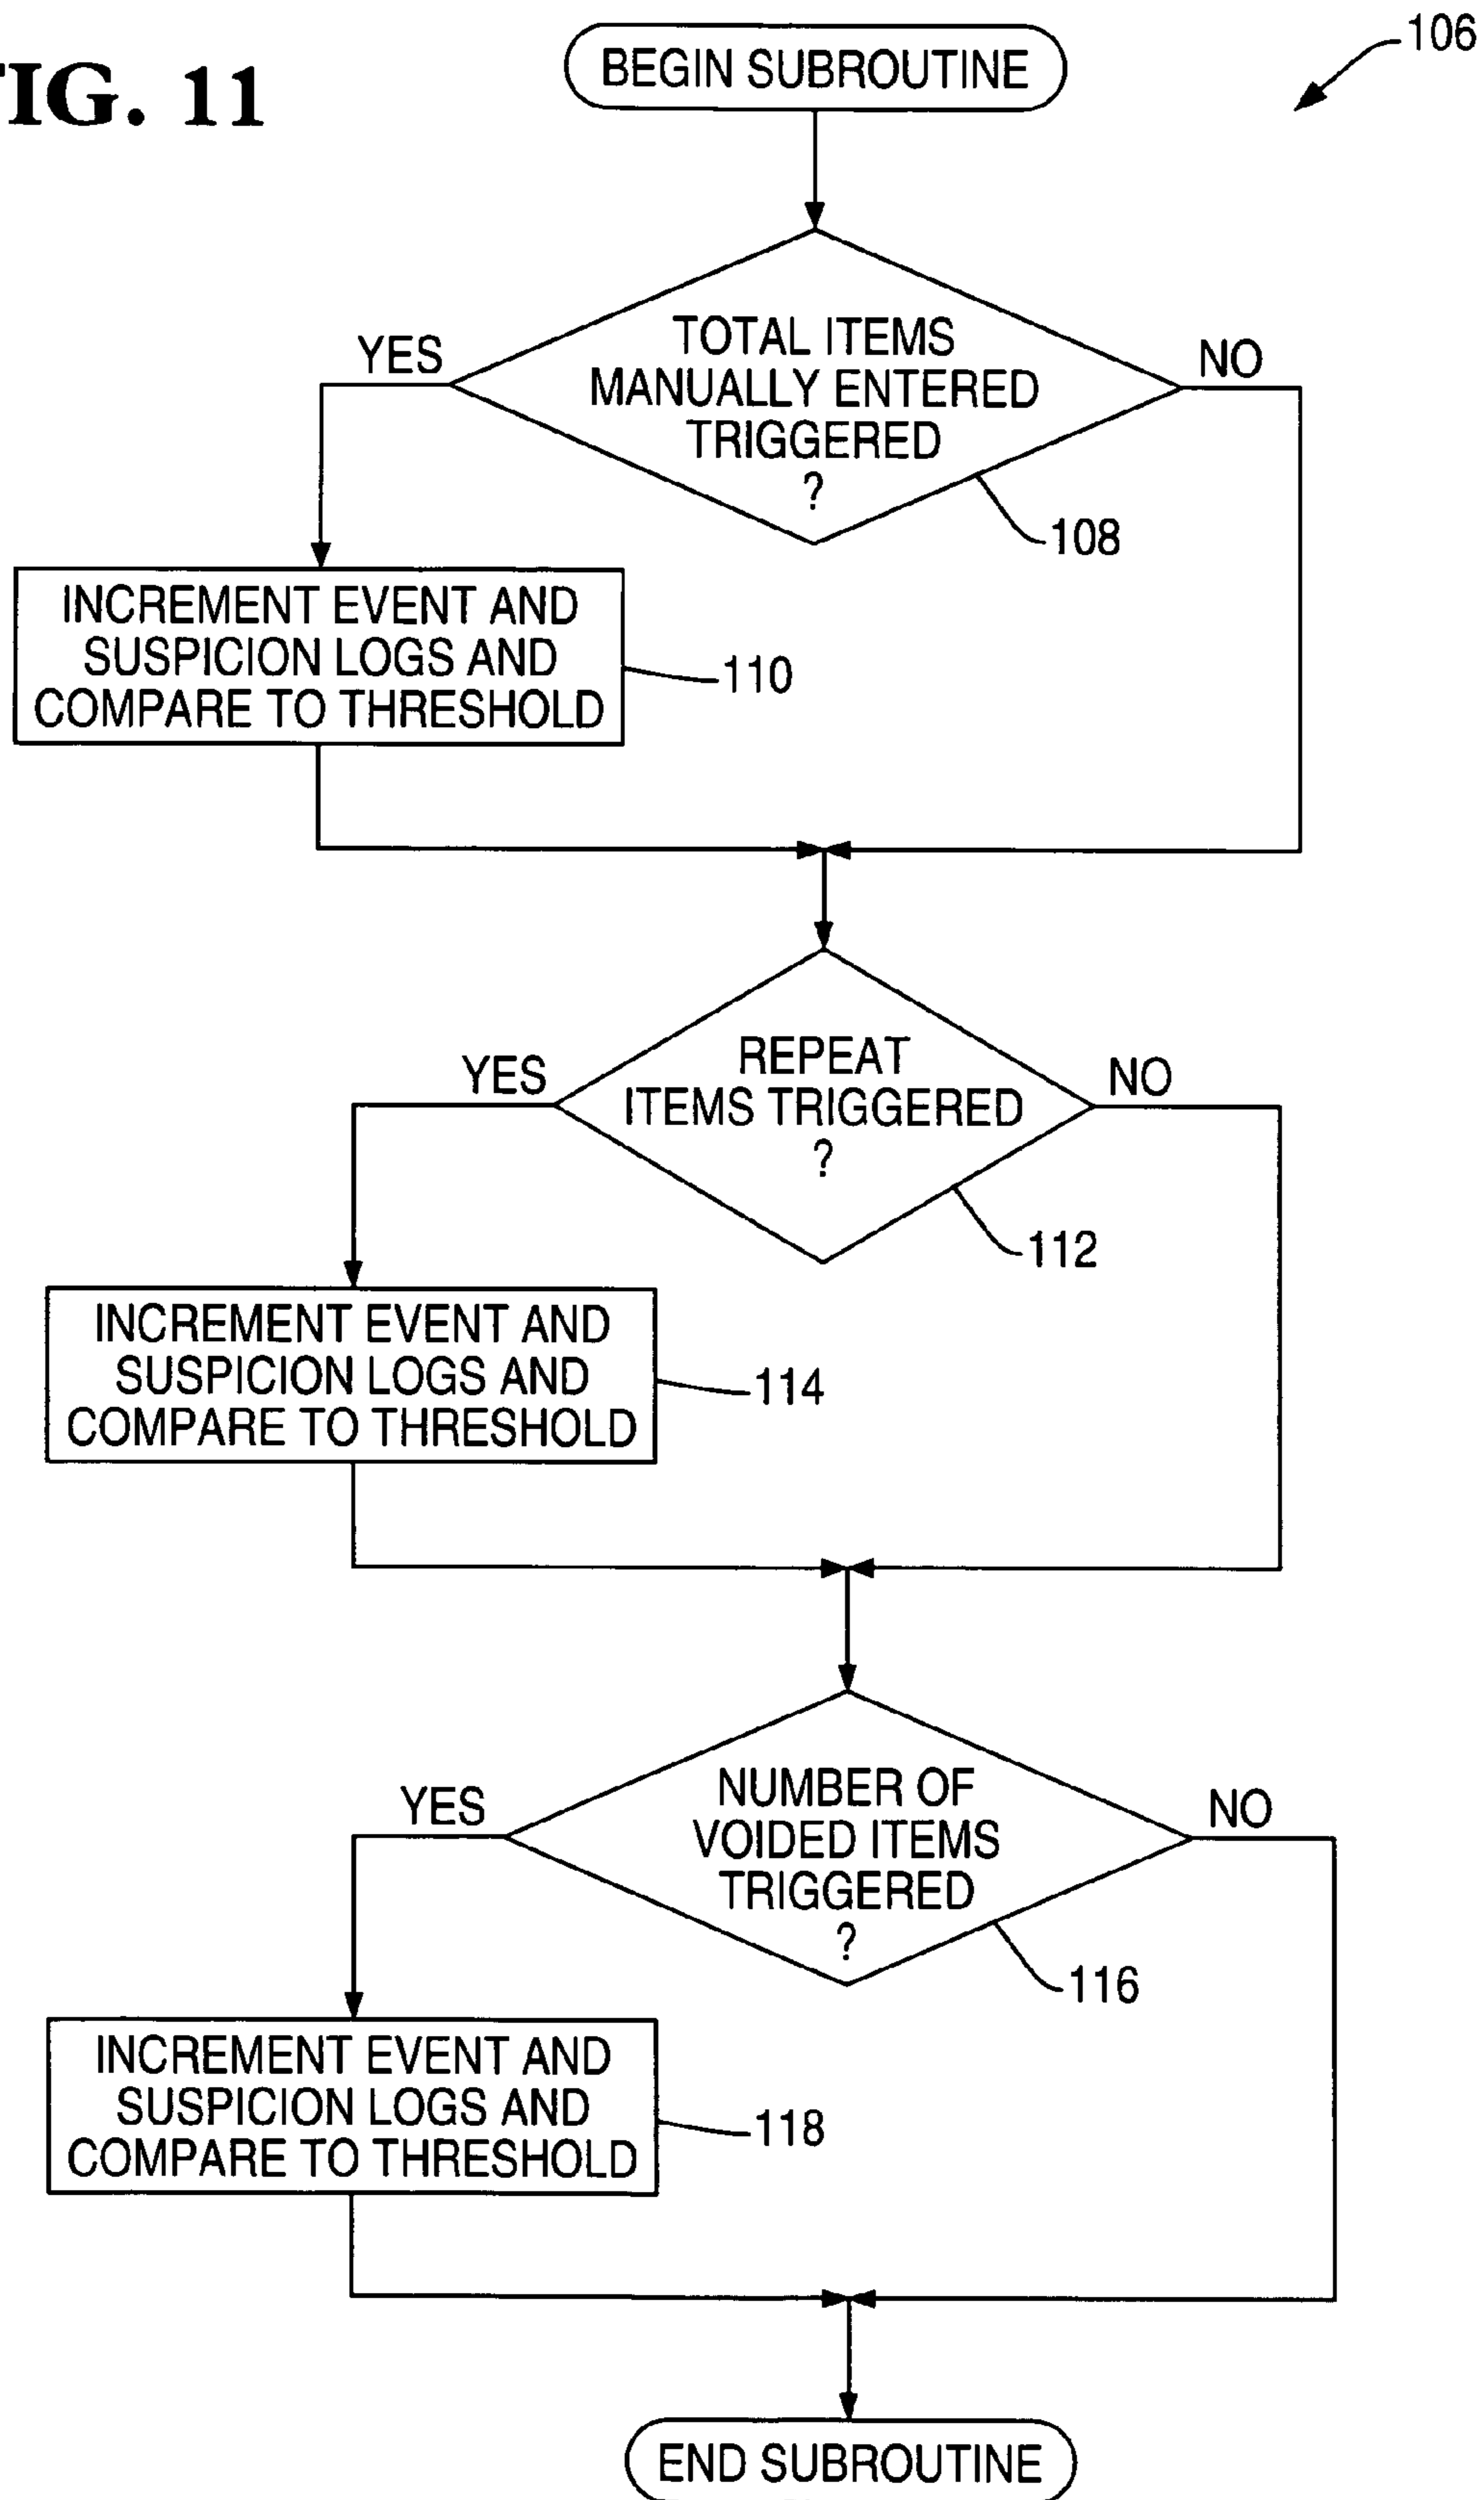 FIG. 11
106
BEGIN SUBROUTINE
TOTAL ITEMS
MANUALLY ENTERED
TRIGGERED
?
YES
NO
108
INCREMENT EVENT AND
SUSPICION LOGS AND
COMPARE TO THRESHOLD
110
REPEAT
ITEMS TRIGGERED
?
YES
NO
112
INCREMENT EVENT AND
SUSPICION LOGS AND
COMPARE TO THRESHOLD
114
NUMBER OF
VOIDED ITEMS
TRIGGERED
?
YES
NO
116
INCREMENT EVENT AND
SUSPICION LOGS AND
COMPARE TO THRESHOLD
118
END SUBROUTINE